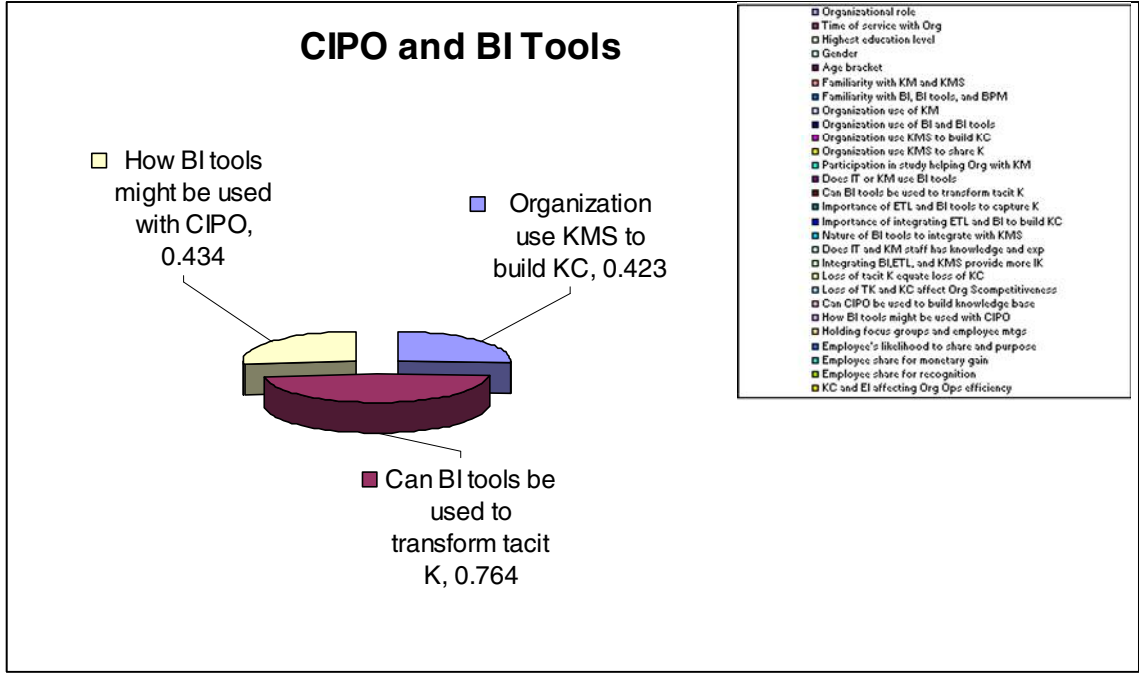 CIPO and BI Tools
How BI tools
might be used
with CIPO,
0.434
Organization
use KMS to
build KC, 0.423
Can BI tools be
used to
transform tacit
K, 0.764
Organizational role
Time of service with Org
Highest education level
Gender
Age bracket
Familiarity with KM and KMS
Familiarity with BI, BI tools, and BPM
Organization use of KM
Organization use of BI and BI tools
Organization use KMS to build KC
Organization use KMS to share K
Participation in study helping Org with KM
Does IT or KM use BI tools
Can BI tools be used to transform tacit K
Importance of ETL and BI tools to capture K
Importance of integrating ETL and BI to build KC
Nature of BI tools to integrate with KMS
Does IT and KM staff has knowledge and exp
Integrating BI,ETL, and KMS provide more IK
Loss of tacit K equate loss of KC
Loss of TK and KC affect Org Scompetitiveness
Can CIPO be used to build knowledge base
How BI tools might be used with CIPO
Holding focus groups and employee mtgs
Employee's likelihood to share and purpose
Employee share for monetary gain
Employee share for recognition
KC and EI affecting Org Ops efficiency